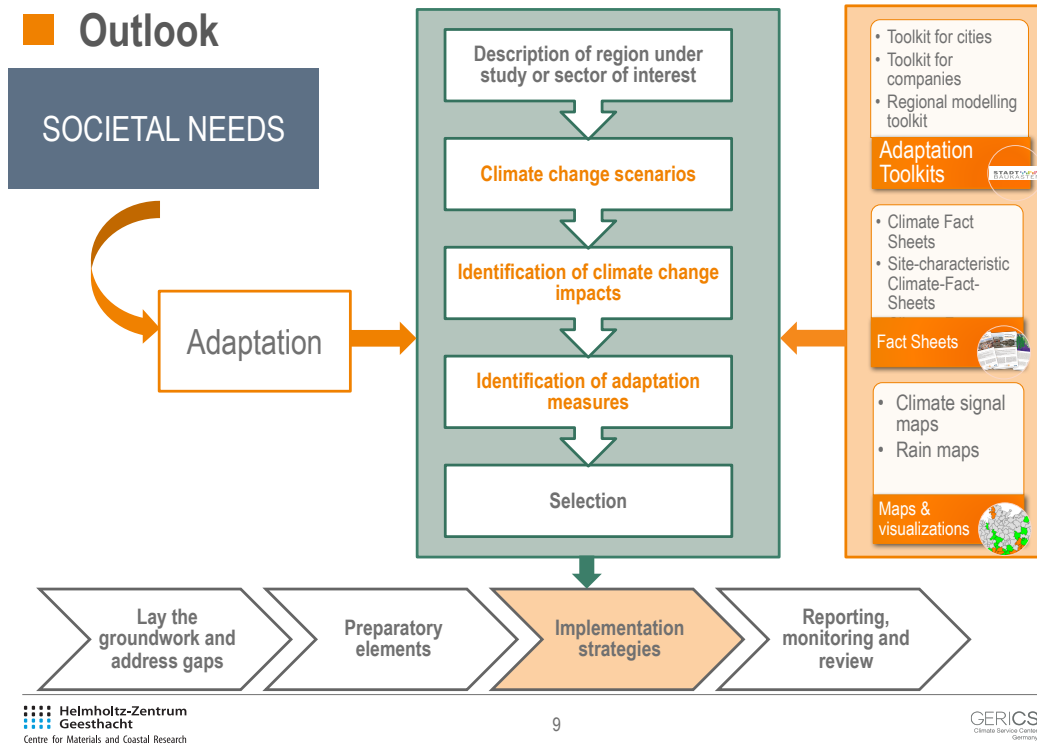 Outlook
SOCIETAL NEEDS
Adaptation
Description of region under
study or sector of interest
Climate change scenarios
Identification of climate change
impacts
Identification of adaptation
measures
Selection
• Toolkit for cities
• Toolkit for
companies
• Regional modelling
toolkit
Adaptation
Toolkits
• Climate Fact
Sheets
• Site-characteristic
Climate-Fact-
Sheets
Fact Sheets
• Climate signal
maps
• Rain maps
Maps &
visualizations
Lay the
groundwork and
address gaps
Preparatory
elements
Implementation
strategies
Reporting,
monitoring and
review
Helmholtz-Zentrum
Geesthacht
Centre for Materials and Coastal Research
9
GERICS
Climate Service Center
Germany